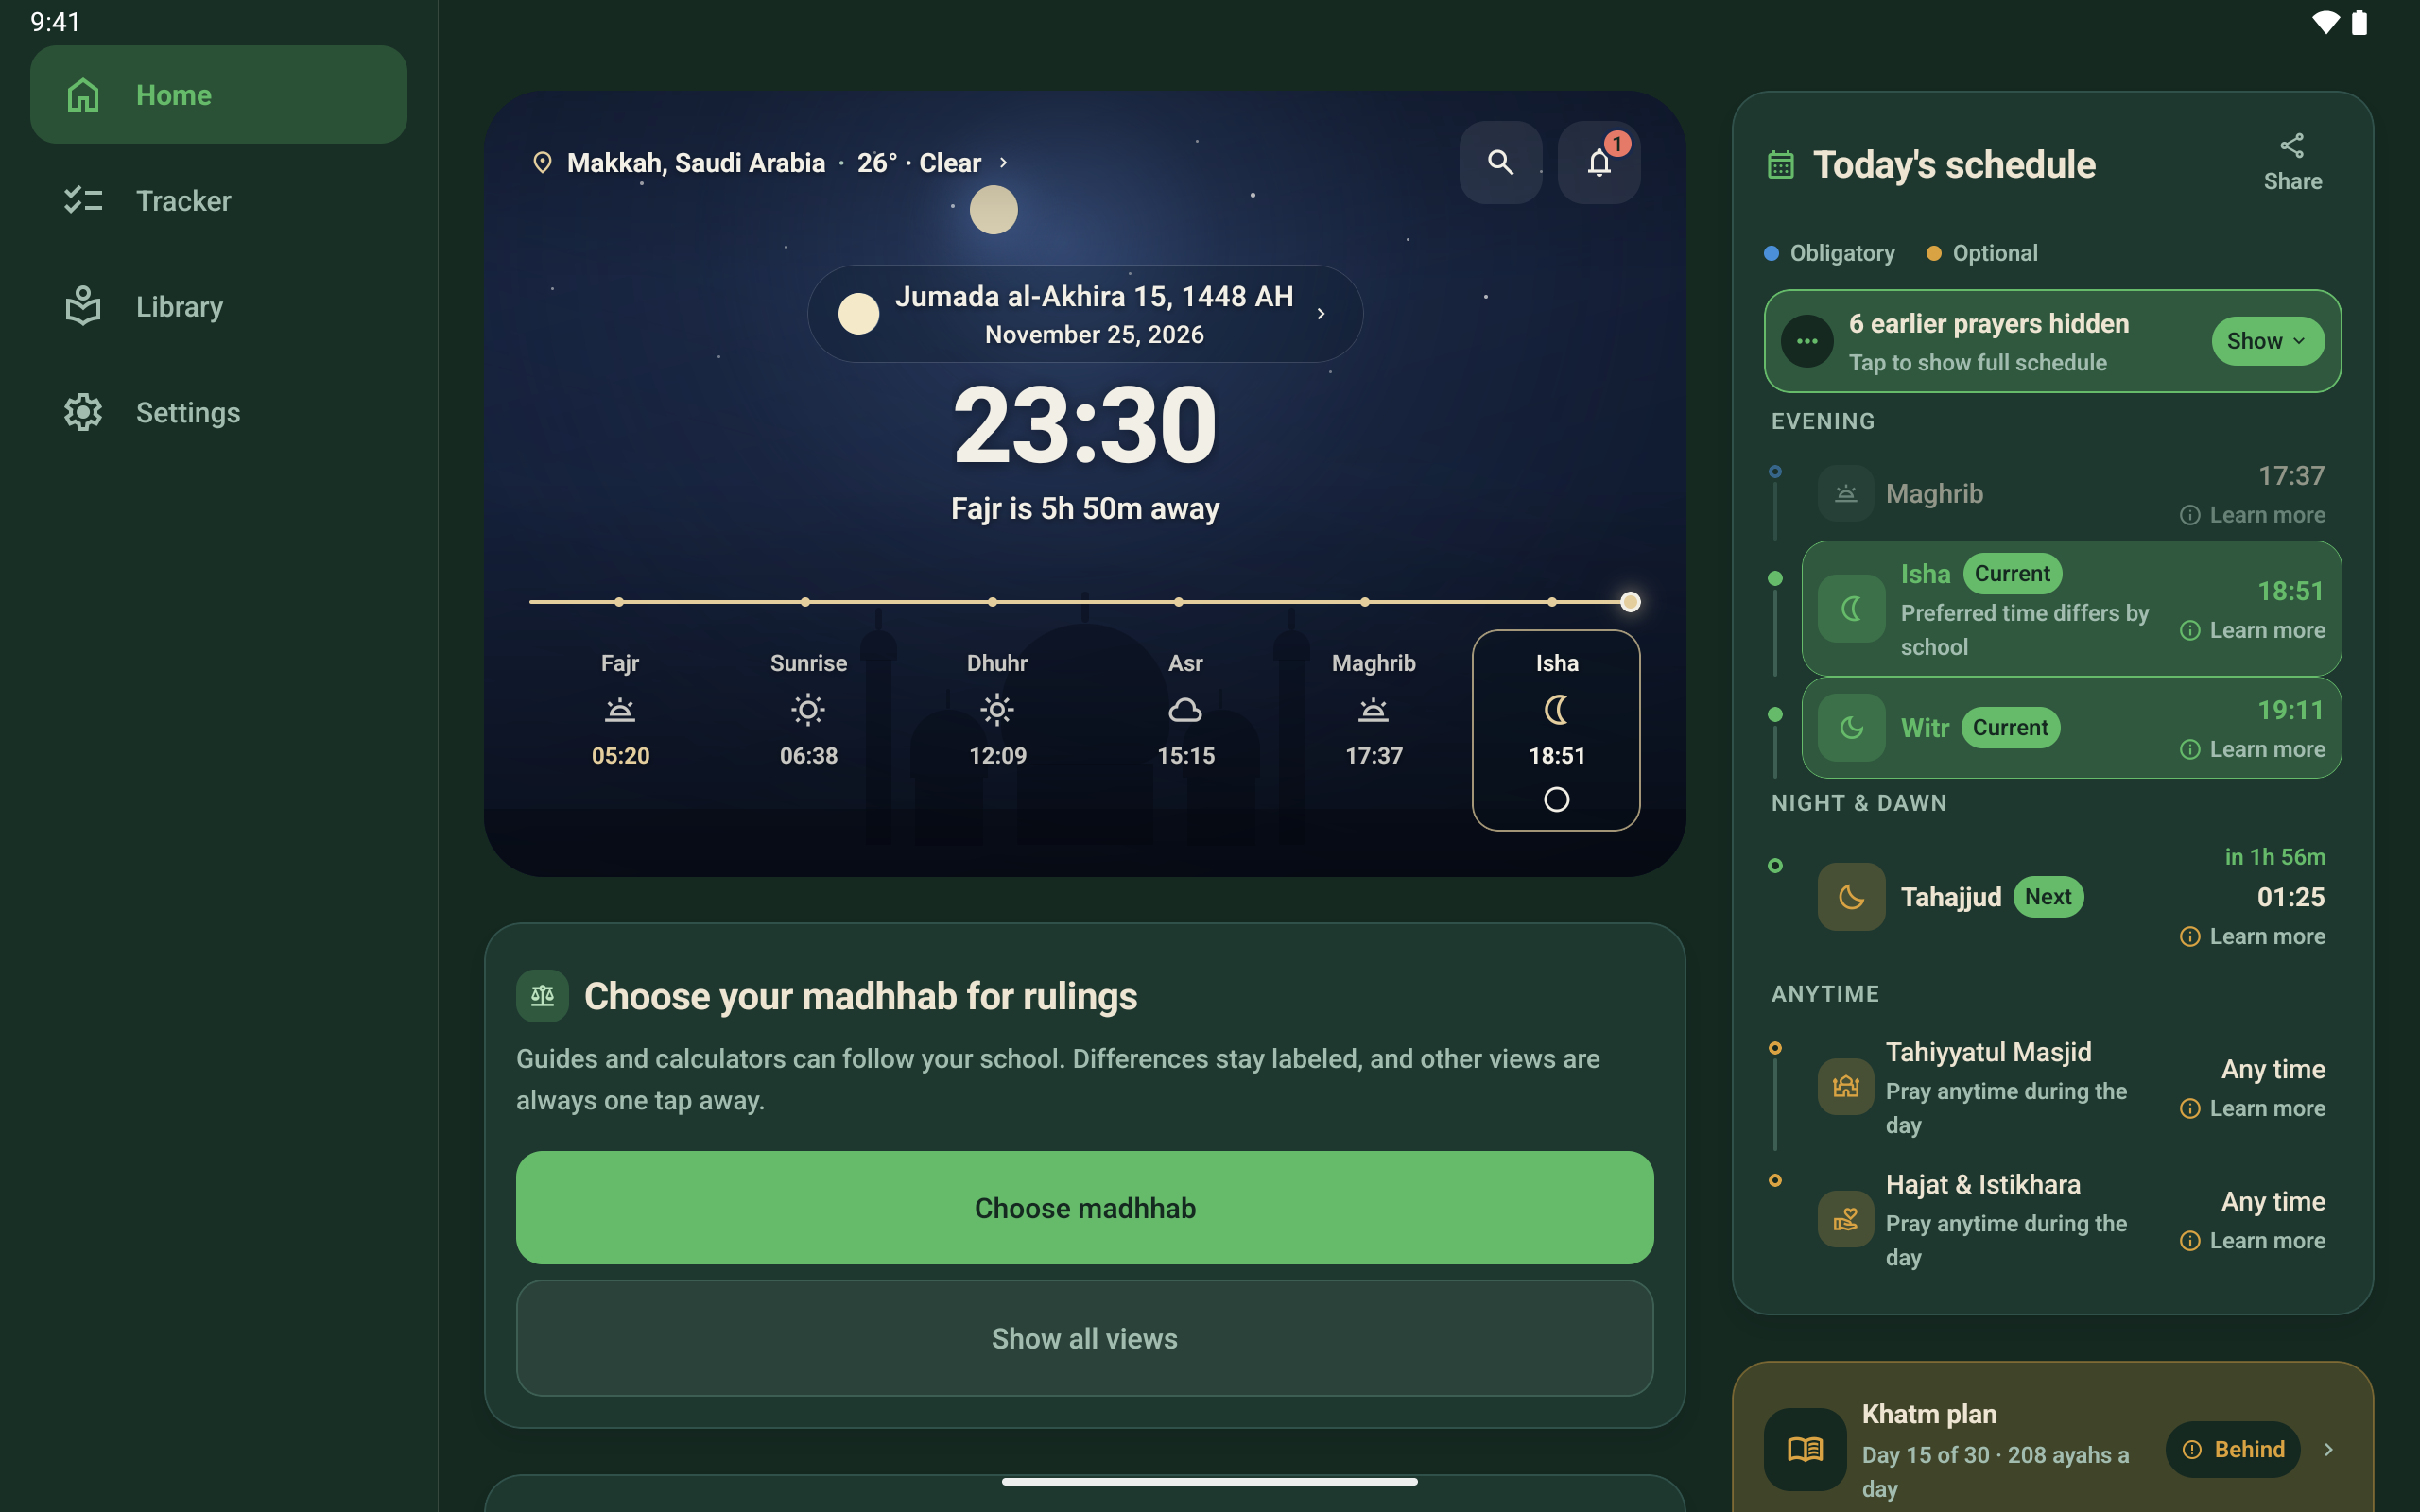 9:41
Home
Tracker
Library
Settings
Makkah, Saudi Arabia · 26° · Clear
1
Jumada al-Akhira 15, 1448 AH
November 25, 2026
23:30
Fajr is 5h 50m away
Fajr Sunrise Dhuhr Asr Maghrib Isha
05:20 06:38 12:09 15:15 17:37 18:51
Choose your madhhab for rulings
Guides and calculators can follow your school. Differences stay labeled, and other views are
always one tap away.
Choose madhhab
Show all views
Today's schedule
Share
Obligatory Optional
6 earlier prayers hidden
Tap to show full schedule
Show
EVENING
Maghrib
17:37
Learn more
Isha Current
Preferred time differs by
school
18:51
Learn more
Witr Current
19:11
Learn more
NIGHT & DAWN
Tahajjud Next
in 1h 56m
01:25
Learn more
ANYTIME
Tahiyyatul Masjid
Pray anytime during the
day
Any time
Learn more
Hajat & Istikhara
Pray anytime during the
day
Any time
Learn more
Khatm plan
Day 15 of 30 · 208 ayahs a
day
Behind